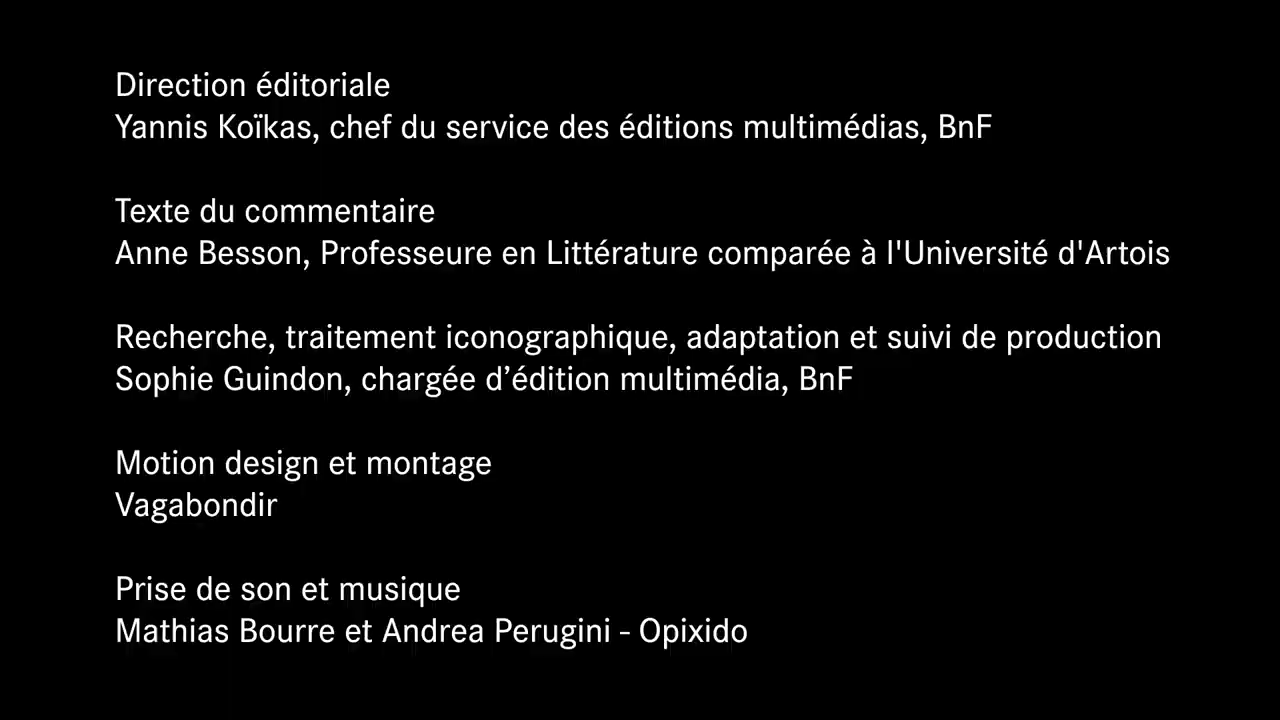 Direction éditoriale
Yannis Koïkas, chef du service des éditions multimédias, BnF
Texte du commentaire
Anne Besson, Professeure en Littérature comparée à l'Université d'Artois
Recherche, traitement iconographique, adaptation et suivi de production
Sophie Guindon, chargée d’édition multimédia, BnF
Motion design et montage
Vagabondir
Prise de son et musique
Mathias Bourre et Andrea Perugini - Opixido